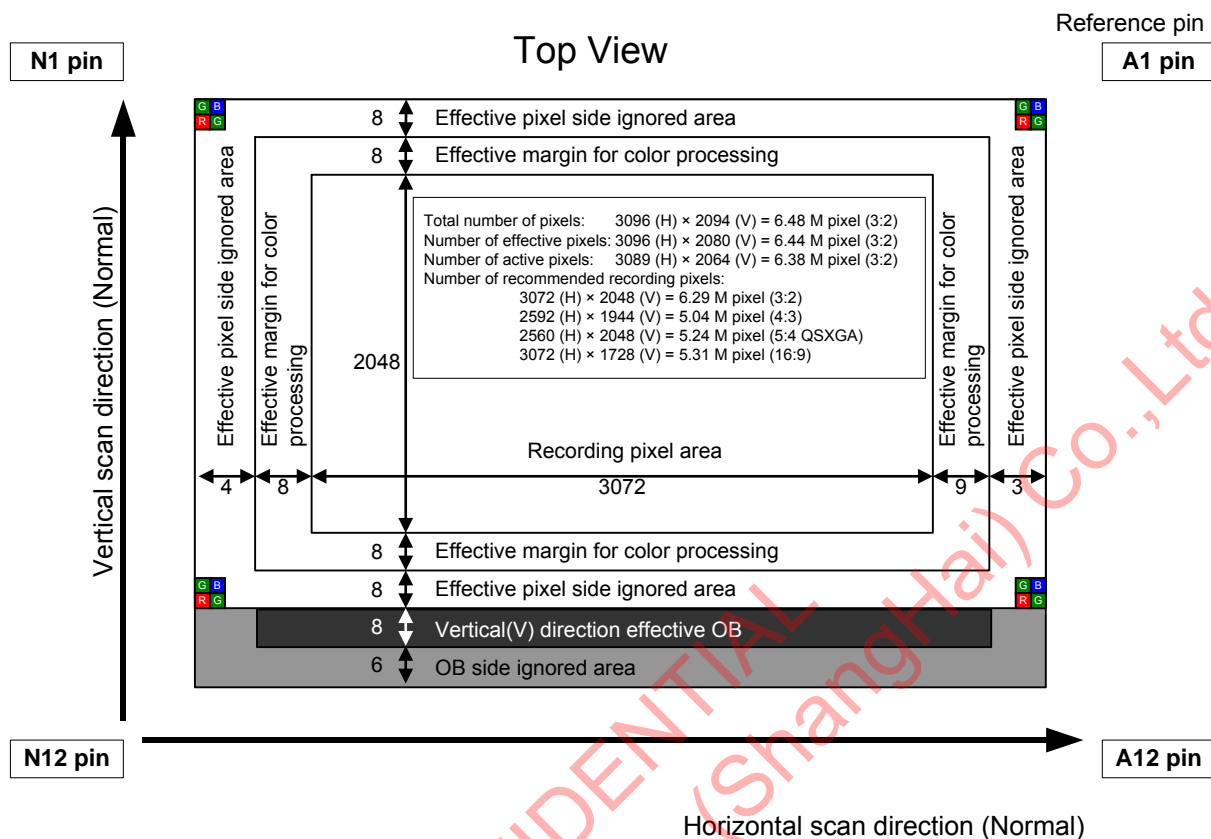 Reference pin
N1 pin
Top View
A1 pin
G B
R G
G B
R G
8
Effective pixel side ignored area
8
Effective margin for color processing
Vertical scan direction (Normal)
Effective pixel side ignored area
Effective margin for color
processing
Total number of pixels: 3096 (H) × 2094 (V) = 6.48 M pixel (3:2)
Number of effective pixels: 3096 (H) × 2080 (V) = 6.44 M pixel (3:2)
Number of active pixels: 3089 (H) × 2064 (V) = 6.38 M pixel (3:2)
Number of recommended recording pixels:
3072 (H) × 2048 (V) = 6.29 M pixel (3:2)
2592 (H) × 1944 (V) = 5.04 M pixel (4:3)
2560 (H) × 2048 (V) = 5.24 M pixel (5:4 QSXGA)
3072 (H) × 1728 (V) = 5.31 M pixel (16:9)
Effective margin for color
processing
Effective pixel side ignored area
2048
Recording pixel area
4
8
3072
9
3
8
Effective margin for color processing
8
Effective pixel side ignored area
G B
R G
G B
R G
8
Vertical(V) direction effective OB
6
OB side ignored area
N12 pin
A12 pin
Horizontal scan direction (Normal)
IDENTIAL
(ShangHai) Co.,Ltd